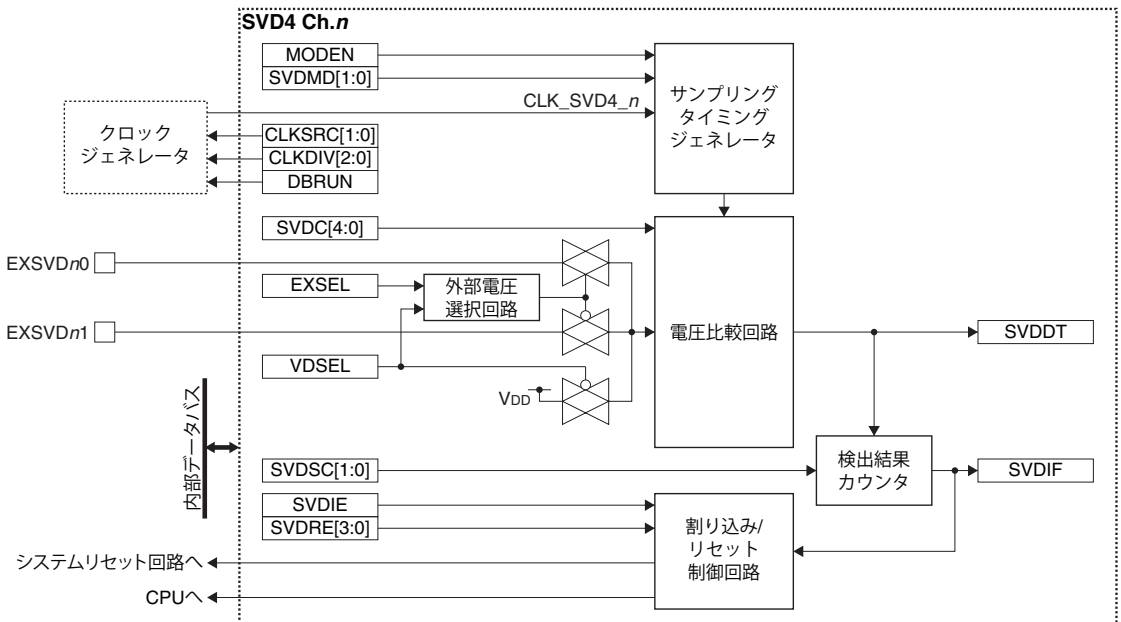 SVD4 Ch.n
MODEN
SVDMD[1:0]
CLK_SVD4_n
サンプリング
タイミング
ジェネレータ
クロック
ジェネレータ
CLKSRC[1:0]
CLKDIV[2:0]
DBRUN
SVDC[4:0]
EXSVDn0
EXSEL
外部電圧
選択回路
EXSVDn1
電圧比較回路
SVDDT
VDSEL
VDD
内部データバス
SVDSC[1:0]
検出結果
カウンタ
SVDIF
SVDIE
SVDRE[3:0]
割り込み/
リセット
制御回路
システムリセット回路へ
CPUへ